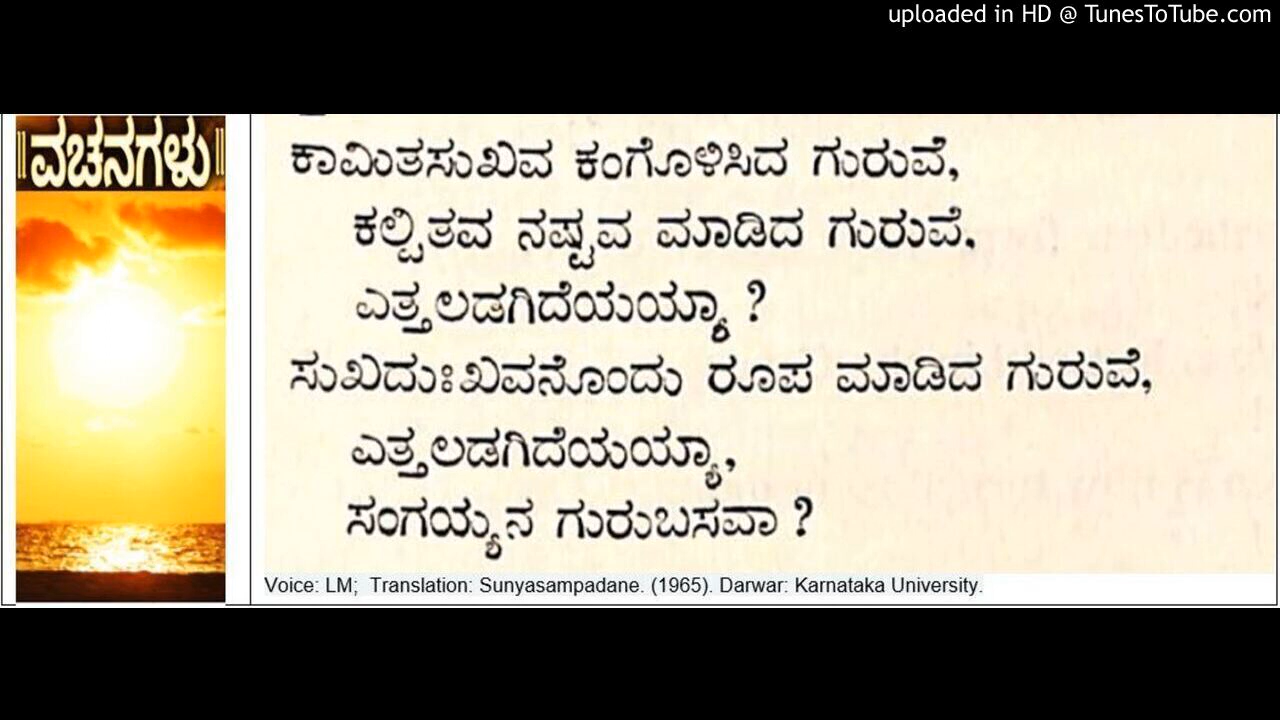 uploaded in HD @ TunesToTube.com
॥ವಚನಗಳು॥
ಕಾಮಿತಸುಖವ ಕಂಗೊಳಿಸಿದ ಗುರುವೆ,
ಕಲ್ಪಿತವ ನಷ್ಟವ ಮಾಡಿದ ಗುರುವೆ.
ಎತ್ತಲಡಗಿದೆಯಯ್ಯಾ ?
ಸುಖದುಃಖವನೊಂದು ರೂಪ ಮಾಡಿದ ಗುರುವೆ,
ಎತ್ತಲಡಗಿದೆಯಯ್ಯಾ,
ಸಂಗಯ್ಯನ ಗುರುಬಸವಾ ?
Voice: LM; Translation: Sunyasampadane. (1965). Darwar: Karnataka University.